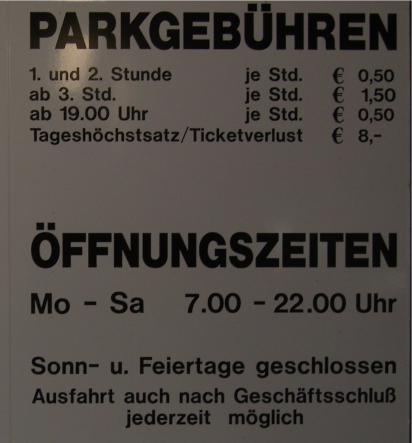 PARKGEBÜHREN
1. und 2. Stunde je Std. € 0,50
ab 3. Std. je Std. € 1,50
ab 19.00 Uhr je Std. € 0,50
Tageshöchstsatz/Ticketverlust € 8,-
ÖFFNUNGSZEITEN
Mo - Sa 7.00 - 22.00 Uhr
Sonn- u. Feiertage geschlossen
Ausfahrt auch nach Geschäftsschluß
jederzeit möglich